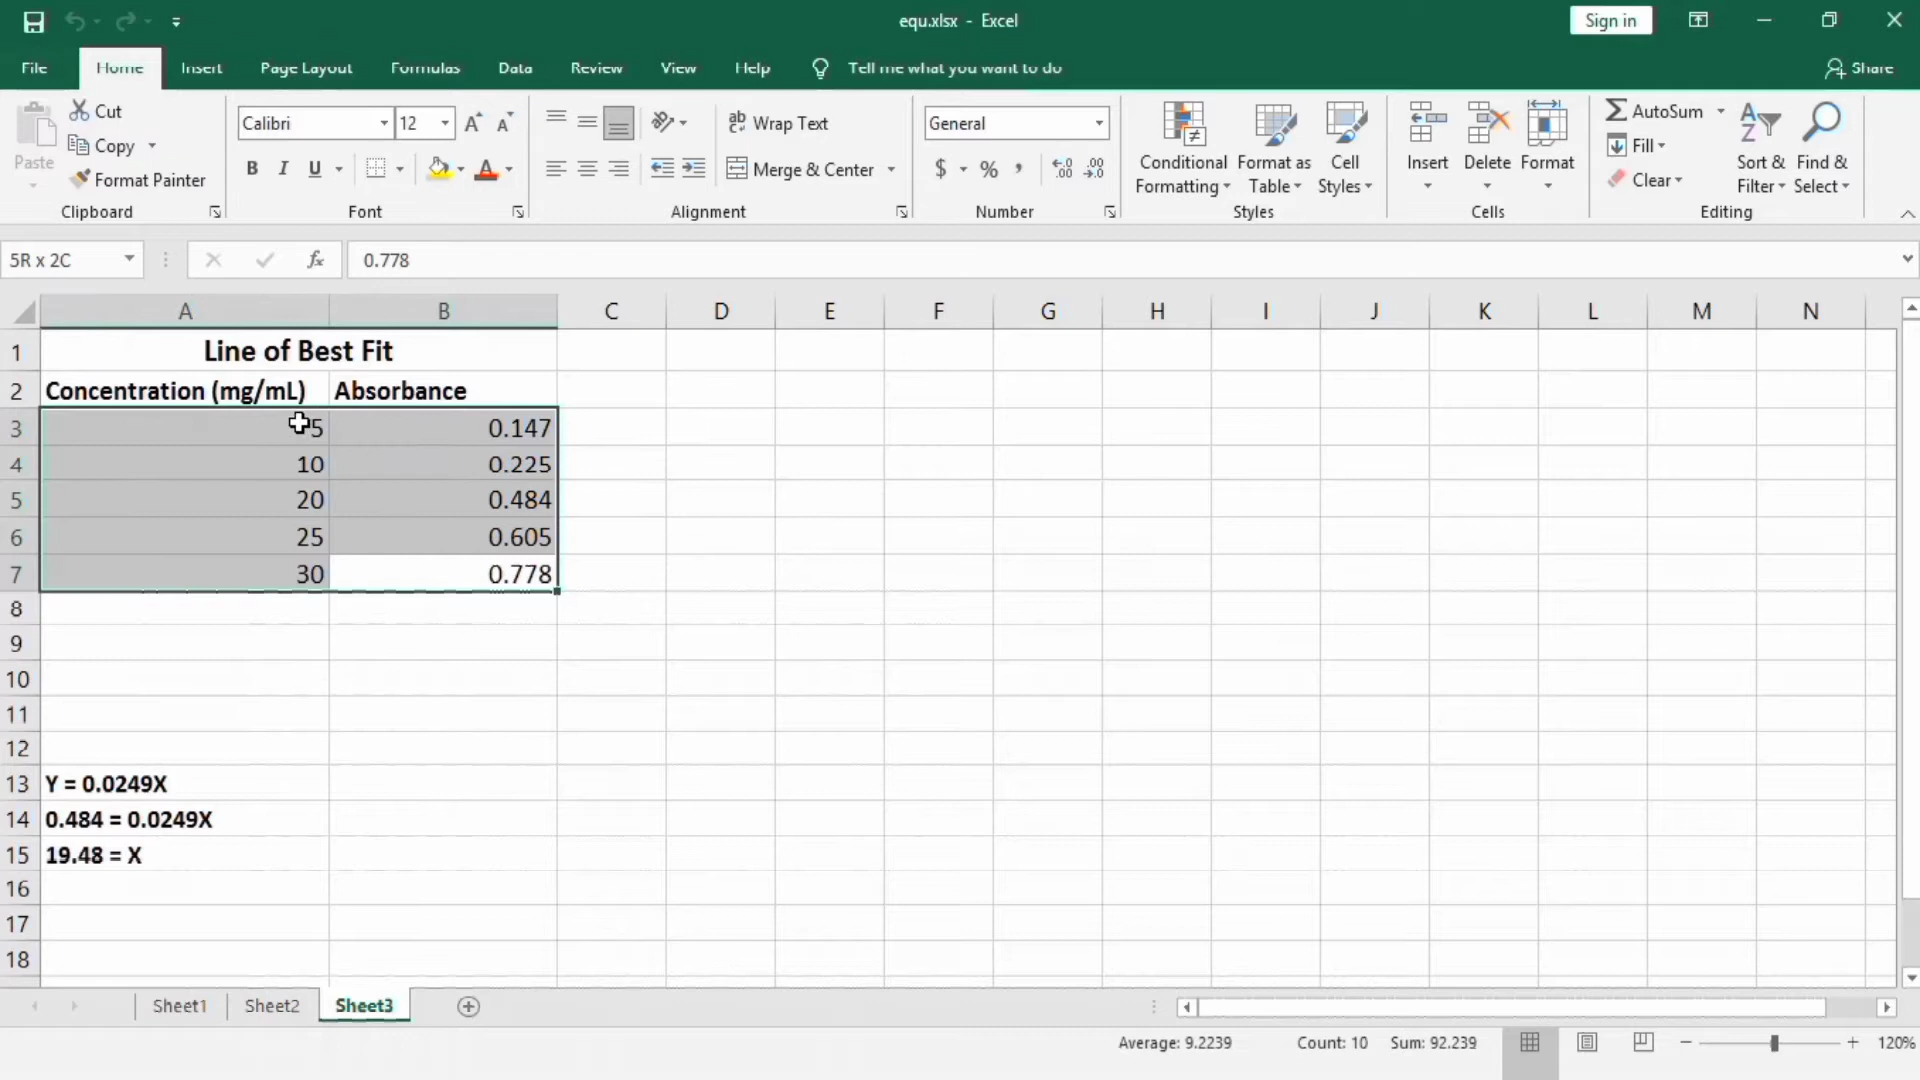 equ.xlsx - Excel
Sign in
File Home Insert Page Layout Formulas Data Review View Help Tell me what you want to do Share
Paste
Cut
Copy
Format Painter
Clipboard
Calibri 12 A A
B I U A
Font
ab Wrap Text
Merge & Center
Alignment
General
$ % , .0 .00 .00 .0
Number
Conditional Formatting
Format as Table
Cell Styles
Styles
Insert Delete Format
Cells
AutoSum
Fill
Clear
Sort & Filter
Find & Select
Editing
5R x 2C fx 0.778
A B C D E F G H I J K L M N
1 Line of Best Fit
2 Concentration (mg/mL) Absorbance
3 5 0.147
4 10 0.225
5 20 0.484
6 25 0.605
7 30 0.778
8
9
10
11
12
13 Y = 0.0249X
14 0.484 = 0.0249X
15 19.48 = X
16
17
18
Sheet1 Sheet2 Sheet3
Average: 9.2239 Count: 10 Sum: 92.239 120%